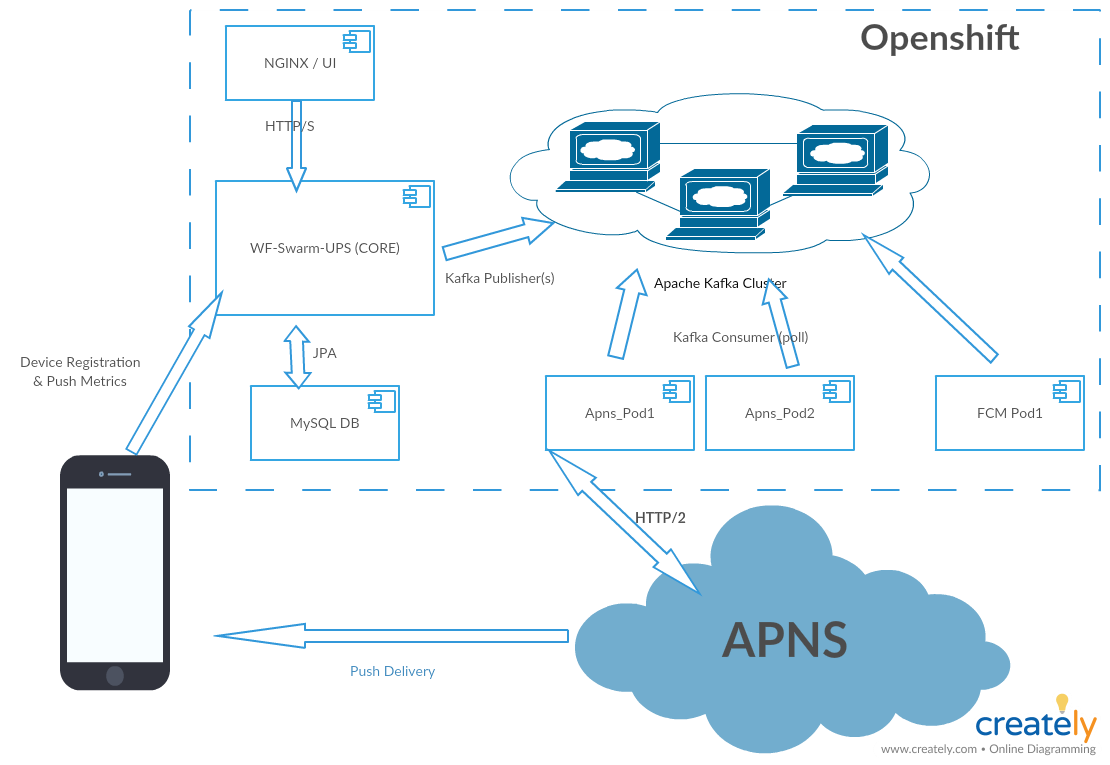 Openshift
NGINX / UI
HTTP/S
WF-Swarm-UPS (CORE)
Kafka Publisher(s)
Apache Kafka Cluster
Kafka Consumer (poll)
JPA
Device Registration
& Push Metrics
MySQL DB
Apns_Pod1
Apns_Pod2
FCM Pod1
HTTP/2
APNS
Push Delivery
creately
www.creately.com • Online Diagramming